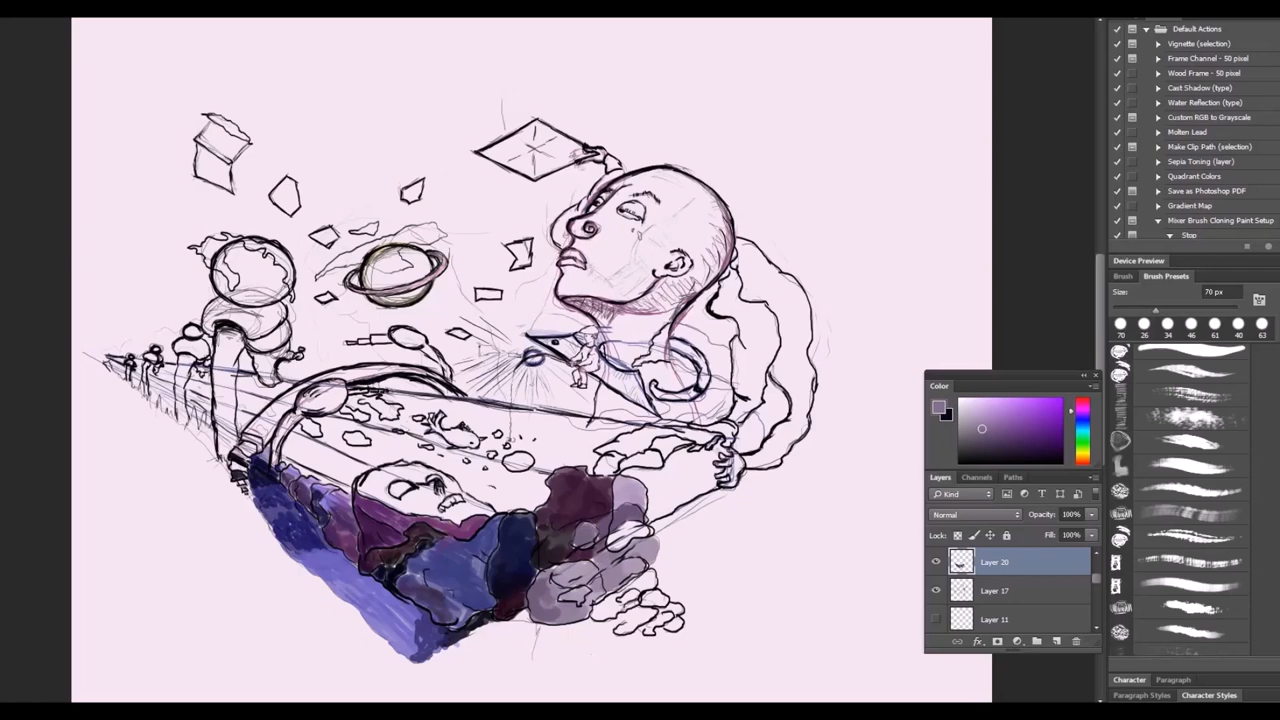 Default Actions
Vignette (selection)
Frame Channel - 50 pixel
Wood Frame - 50 pixel
Cast Shadow (type)
Water Reflection (type)
Custom RGB to Grayscale
Molten Lead
Make Clip Path (selection)
Sepia Toning (layer)
Quadrant Colors
Save as Photoshop PDF
Gradient Map
Mixer Brush Cloning Paint Setup
Stop
Device Preview
Brush
Brush Presets
Size:
70 px
70
26
34
46
61
40
63
Color
Layers
Channels
Paths
Kind
Normal
Opacity:
100%
Lock:
Fill:
100%
Layer 20
Layer 17
Layer 11
Character
Paragraph
Paragraph Styles
Character Styles